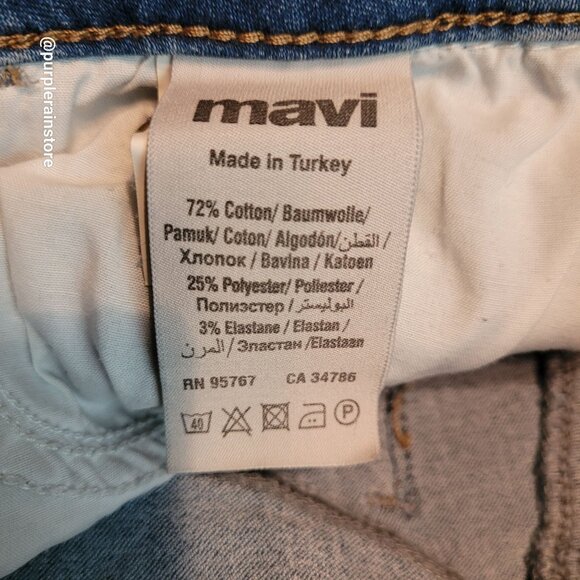 @purplerainstore
mavi
Made in Turkey
72% Cotton/ Baumwolle/
Pamuk/ Coton/ Algodón/القطن/
Хлопок / Bavlna / Katoen
25% Polyester/ Poliester /
Полиэстер / البوليستر/
3% Elastane / Elastan /
المرن/ Эластан /Elastaan
RN 95767 CA 34786
40 P